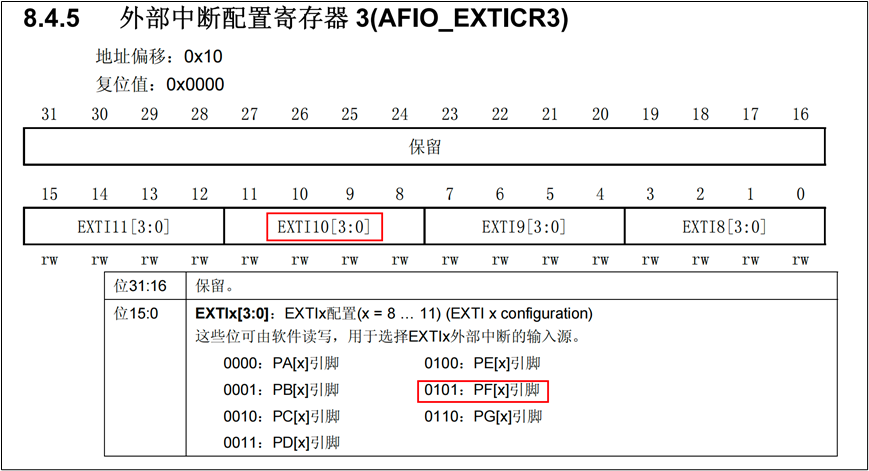 8.4.5 外部中断配置寄存器 3(AFIO_EXTICR3)
地址偏移：0x10
复位值：0x0000
31 30 29 28 27 26 25 24 23 22 21 20 19 18 17 16
保留
15 14 13 12 11 10 9 8 7 6 5 4 3 2 1 0
EXTI11[3:0] EXTI10[3:0] EXTI9[3:0] EXTI8[3:0]
rw rw rw rw rw rw rw rw rw rw rw rw rw rw rw rw
位31:16 保留。
位15:0 EXTIx[3:0]：EXTIx配置(x = 8 … 11) (EXTI x configuration)
这些位可由软件读写，用于选择EXTIx外部中断的输入源。
0000：PA[x]引脚 0100：PE[x]引脚
0001：PB[x]引脚 0101：PF[x]引脚
0010：PC[x]引脚 0110：PG[x]引脚
0011：PD[x]引脚